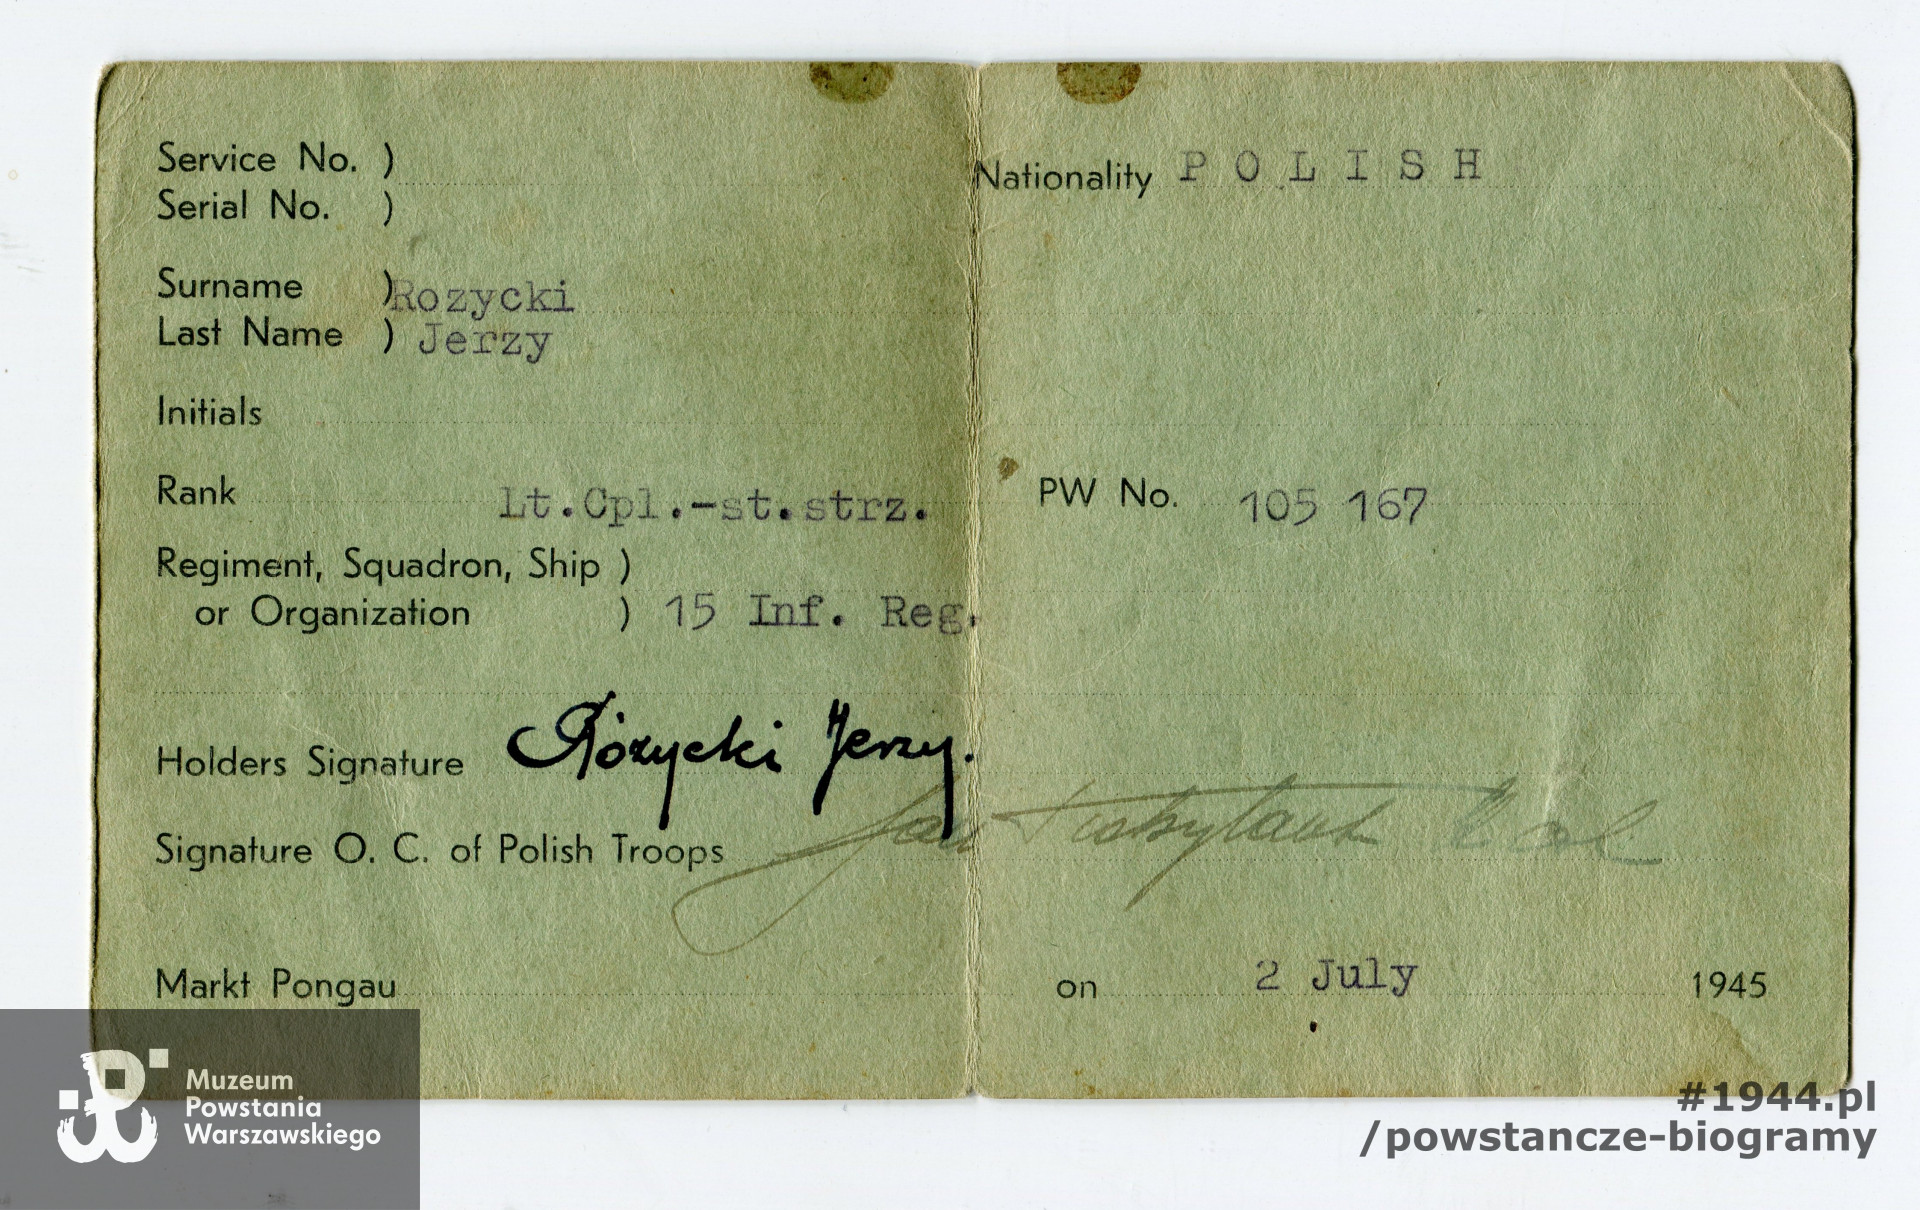 Service No. )
Serial No. )
Nationality POLISH
Surname ) Rozycki
Last Name ) Jerzy
Initials
Rank Lt.Cpl.-st.strz.
PW No. 105 167
Regiment, Squadron, Ship )
or Organization ) 15 Inf. Reg.
Holders Signature Różycki Jerzy.
Signature O. C. of Polish Troops Jan
Markt Pongau on 2 July 1945
Muzeum
Powstania
Warszawskiego
#1944.pl
/powstancze-biogramy